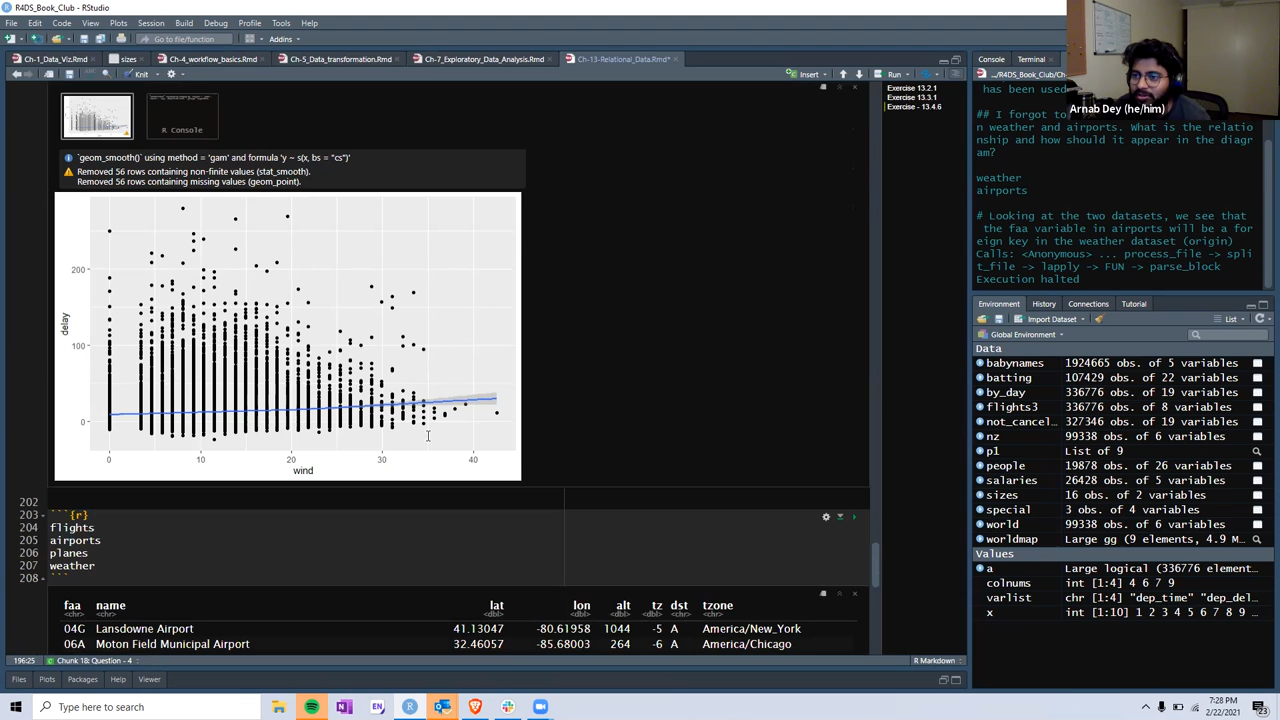 R4DS_Book_Club - RStudio
File Edit Code View Plots Session Build Debug Profile Tools Help
Go to file/function
Addins
Ch-1_Data_Viz.Rmd
sizes
Ch-4_workflow_basics.Rmd
Ch-5_Data_transformation.Rmd
Ch-7_Exploratory_Data_Analysis.Rmd
Ch-13-Relational_Data.Rmd*
Knit
Insert
Run
Exercise 13.2.1
Exercise 13.3.1
Exercise - 13.4.6
R Console
`geom_smooth()` using method = 'gam' and formula 'y ~ s(x, bs = "cs")'
Removed 56 rows containing non-finite values (stat_smooth).
Removed 56 rows containing missing values (geom_point).
delay
200
100
0
0 10 20 30 40
wind
202
203 ```{r}
204 flights
205 airports
206 planes
207 weather
208 ```
faa name lat lon alt tz dst tzone
<chr> <chr> <dbl> <dbl> <dbl> <dbl> <chr> <chr>
04G Lansdowne Airport 41.13047 -80.61958 1044 -5 A America/New_York
06A Moton Field Municipal Airport 32.46057 -85.68003 264 -6 A America/Chicago
196:25 Chunk 18: Question - 4 R Markdown
Files Plots Packages Help Viewer
Console Terminal
.../R4DS_Book_Club/Ch
has been used
## I forgot to
n weather and airports. What is the relatio
nship and how should it appear in the diagr
am?
weather
airports
# Looking at the two datasets, we see that
the faa variable in airports will be a for
eign key in the weather dataset (origin)
Calls: <Anonymous> ... process_file -> spli
t_file -> lapply -> FUN -> parse_block
Execution halted
Arnab Dey (he/him)
Environment History Connections Tutorial
Import Dataset
List
Global Environment
Data
babynames 1924665 obs. of 5 variables
batting 107429 obs. of 22 variables
by_day 336776 obs. of 19 variables
flights3 336776 obs. of 8 variables
not_cancel… 327346 obs. of 19 variables
nz 99338 obs. of 6 variables
p1 List of 9
people 19878 obs. of 26 variables
salaries 26428 obs. of 5 variables
sizes 16 obs. of 2 variables
special 3 obs. of 4 variables
world 99338 obs. of 6 variables
worldmap Large gg (9 elements, 4.9 M…
Values
a Large logical (336776 element…
colnums int [1:4] 4 6 7 9
varlist chr [1:4] "dep_time" "dep_del…
x int [1:10] 1 2 3 4 5 6 7 8 9 …
Type here to search
EN
7:28 PM
2/22/2021
23